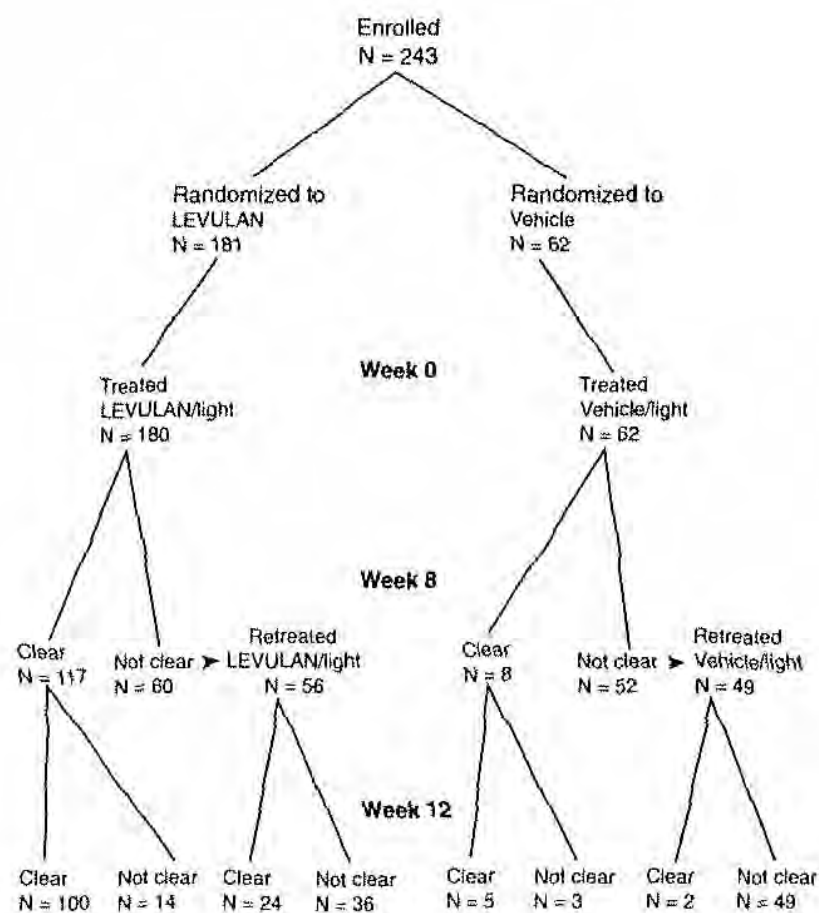 Enrolled
N = 243
Randomized to
LEVULAN
N = 181
Randomized to
Vehicle
N = 62
Week 0
Treated
LEVULAN/light
N = 180
Treated
Vehicle/light
N = 62
Week 8
Clear
N = 117
Not clear ➤
N = 60
Retreated
LEVULAN/light
N = 56
Clear
N = 8
Not clear ➤
N = 52
Retreated
Vehicle/light
N = 49
Week 12
Clear
N = 100
Not clear
N = 14
Clear
N = 24
Not clear
N = 36
Clear
N = 5
Not clear
N = 3
Clear
N = 2
Not clear
N = 49